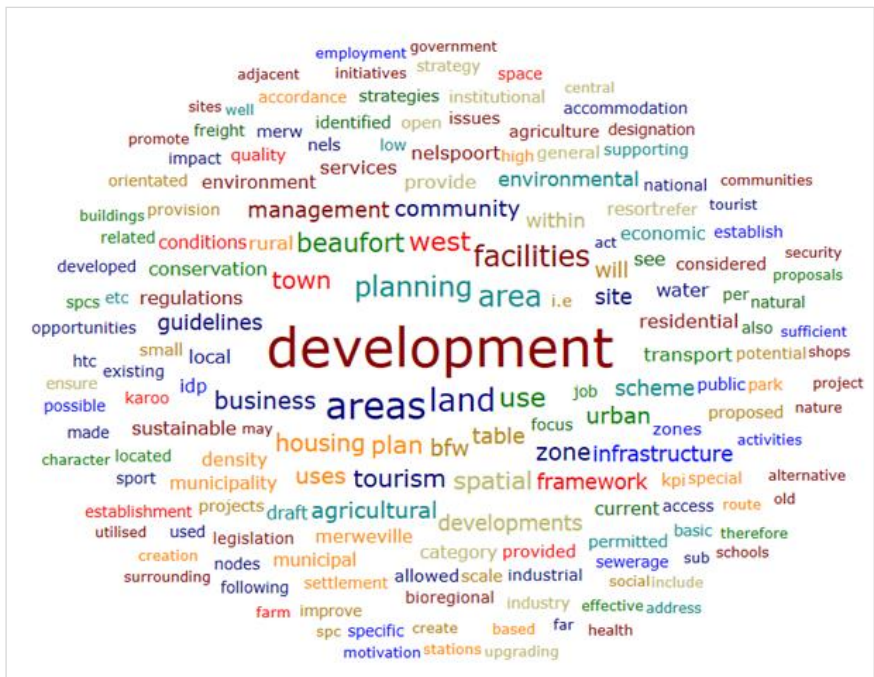 employment government
adjacent initiatives strategy space
accordance strategies institutional central
sites well freight merw identified open issues agriculture accommodation designation
promote impact quality nels low nelspoort high general supporting
orientated environment services provide environmental national communities
buildings provision management community within resort refer tourist
related conditions rural beaufort west facilities act economic establish
developed conservation town planning area will see considered security proposals
spcs etc regulations i.e site water per natural
opportunities guidelines residential also sufficient
htc existing small local development transport potential shops
ensure possible karoo idp business areas land use job scheme public park project
made sustainable may housing plan bfw table focus urban zones proposed nature
character located density zone infrastructure activities
sport municipality uses tourism spatial framework kpi special alternative
establishment projects draft agricultural developments current access route old
utilised used legislation merweville category provided permitted basic therefore
creation nodes municipal sewerage sub schools
surrounding following settlement allowed scale industrial social include
farm improve bioregional industry effective address
spc specific create based far health
motivation stations upgrading